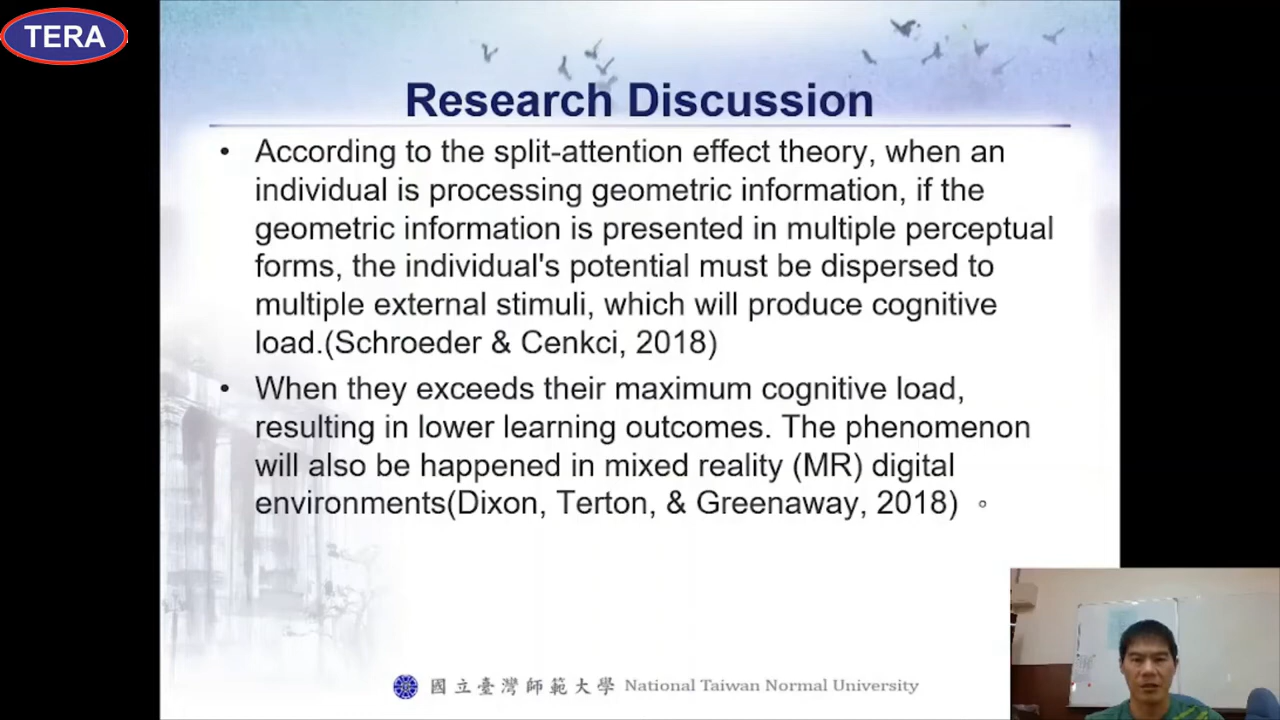 TERA
Research Discussion
• According to the split-attention effect theory, when an
individual is processing geometric information, if the
geometric information is presented in multiple perceptual
forms, the individual's potential must be dispersed to
multiple external stimuli, which will produce cognitive
load.(Schroeder & Cenkci, 2018)
• When they exceeds their maximum cognitive load,
resulting in lower learning outcomes. The phenomenon
will also be happened in mixed reality (MR) digital
environments(Dixon, Terton, & Greenaway, 2018) 。
國立臺灣師範大學 National Taiwan Normal University